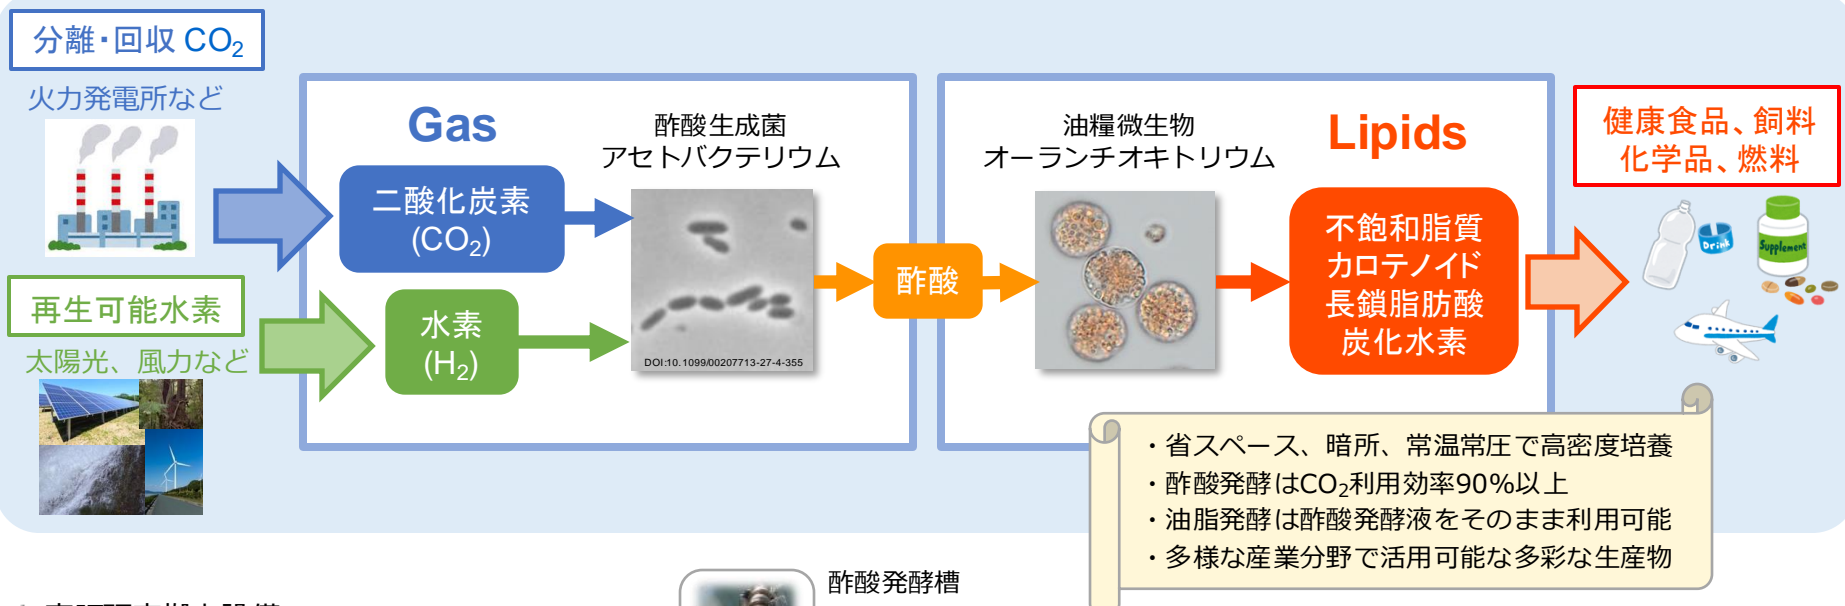 分離・回収 CO₂
火力発電所など
再生可能水素
太陽光、風力など
Gas
二酸化炭素
(CO₂)
水素
(H₂)
酢酸生成菌
アセトバクテリウム
DOI:10.1099/00207713-27-4-355
酢酸
油糧微生物
オーランチオキトリウム
Lipids
不飽和脂質
カロテノイド
長鎖脂肪酸
炭化水素
健康食品、飼料
化学品、燃料
Drink
Supplement
・省スペース、暗所、常温常圧で高密度培養
・酢酸発酵はCO₂利用効率90%以上
・油脂発酵は酢酸発酵液をそのまま利用可能
・多様な産業分野で活用可能な多彩な生産物
酢酸発酵槽